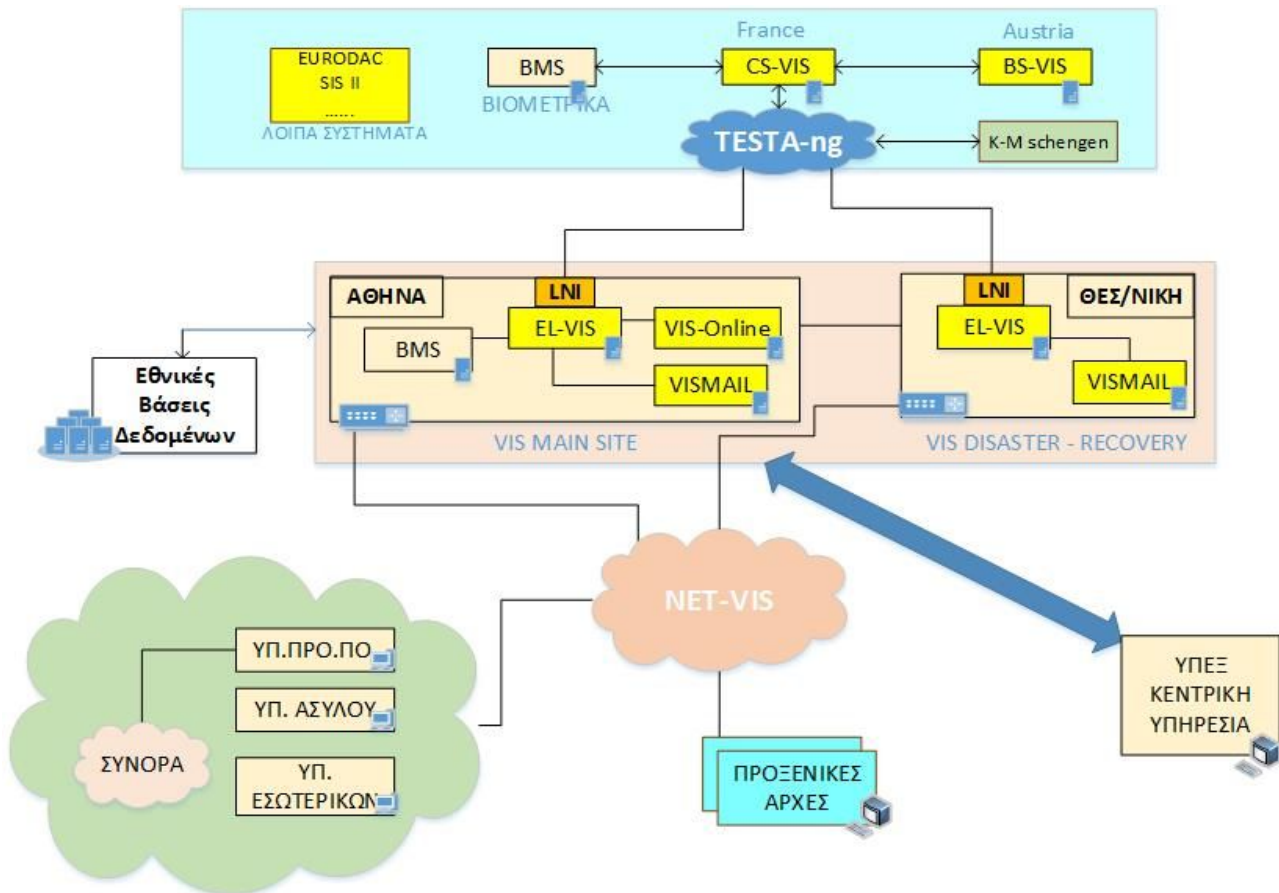 France
Austria
EURODAC
SIS II
......
ΛΟΙΠΑ ΣΥΣΤΗΜΑΤΑ
BMS
ΒΙΟΜΕΤΡΙΚΑ
CS-VIS
BS-VIS
TESTA-ng
K-M schengen
ΑΘΗΝΑ
LNI
EL-VIS
VIS-Online
BMS
VISMAIL
VIS MAIN SITE
LNI
ΘΕΣ/ΝΙΚΗ
EL-VIS
VISMAIL
VIS DISASTER - RECOVERY
Εθνικές
Βάσεις
Δεδομένων
NET-VIS
ΥΠ.ΠΡΟ.ΠΟ
ΥΠ. ΑΣΥΛΟΥ
ΣΥΝΟΡΑ
ΥΠ.
ΕΣΩΤΕΡΙΚΩΝ
ΠΡΟΞΕΝΙΚΕΣ
ΑΡΧΕΣ
ΥΠΕΞ
ΚΕΝΤΡΙΚΗ
ΥΠΗΡΕΣΙΑ